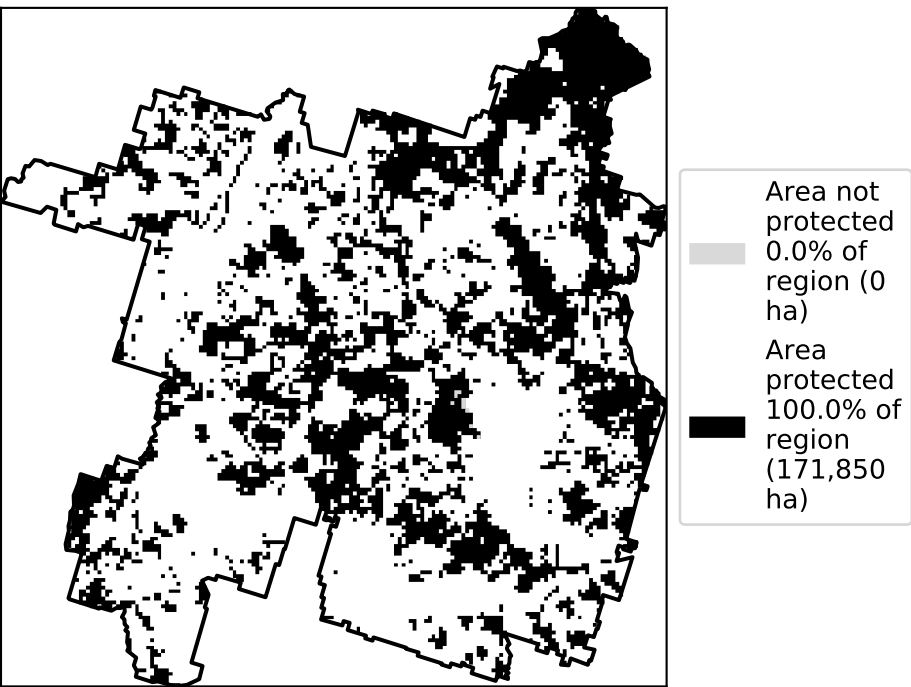 Area not
protected
0.0% of
region (0
ha)
Area
protected
100.0% of
region
(171,850
ha)